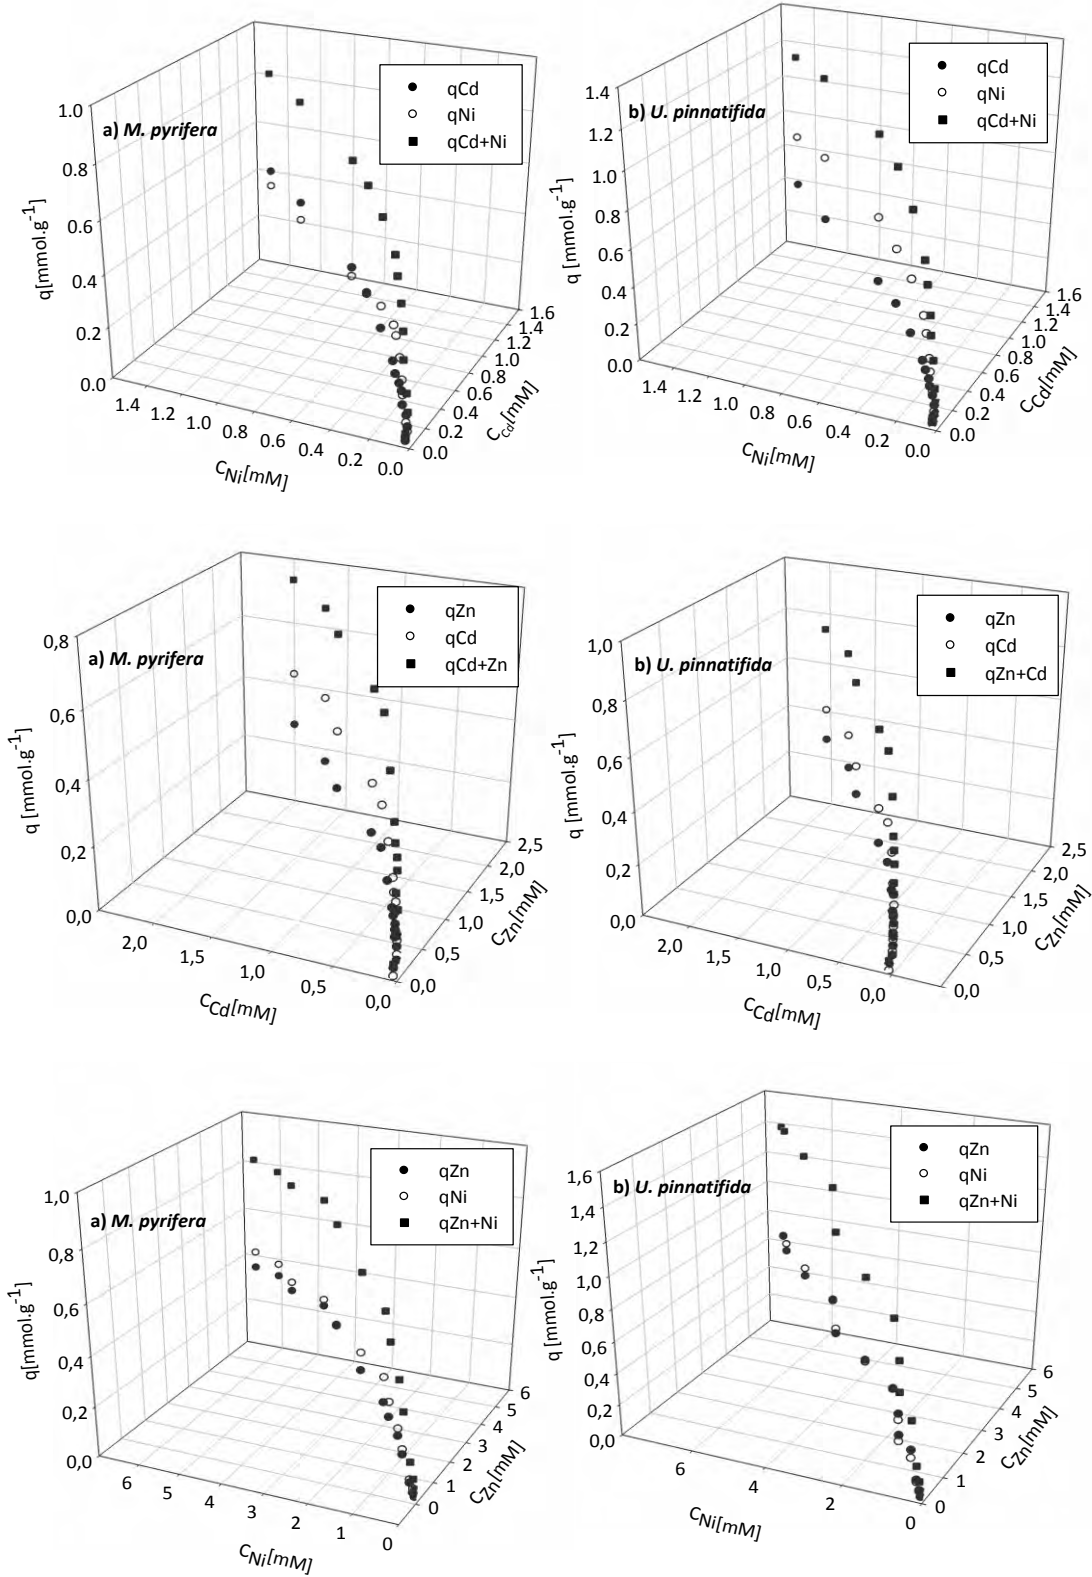 qCd
qNi
qCd+Ni
a) M. pyrifera
1.0
0.8
0.6
0.4
0.2
0.0
q[mmol.g-1]
1.4
1.2
1.0
0.8
0.6
0.4
0.2
0.0
CNi[mM]
0.0
0.2
0.4
0.6
0.8
1.0
1.2
1.4
1.6
CCd[mM]
qCd
qNi
qCd+Ni
b) U. pinnatifida
1.4
1.2
1.0
0.8
0.6
0.4
0.2
0.0
q [mmol.g-1]
1.4
1.2
1.0
0.8
0.6
0.4
0.2
0.0
CNi[mM]
0.0
0.2
0.4
0.6
0.8
1.0
1.2
1.4
1.6
CCd[mM]
qZn
qCd
qCd+Zn
a) M. pyrifera
0,8
0,6
0,4
0,2
0,0
q [mmol.g-1]
2,0
1,5
1,0
0,5
0,0
CCd[mM]
0,0
0,5
1,0
1,5
2,0
2,5
CZn[mM]
qZn
qCd
qZn+Cd
b) U. pinnatifida
1,0
0,8
0,6
0,4
0,2
0,0
q [mmol.g-1]
2,0
1,5
1,0
0,5
0,0
CCd[mM]
0,0
0,5
1,0
1,5
2,0
2,5
CZn[mM]
qZn
qNi
qZn+Ni
a) M. pyrifera
1,0
0,8
0,6
0,4
0,2
0,0
q[mmol.g-1]
6
5
4
3
2
1
0
CNi[mM]
0
1
2
3
4
5
6
CZn[mM]
qZn
qNi
qZn+Ni
b) U. pinnatifida
1,6
1,4
1,2
1,0
0,8
0,6
0,4
0,2
0,0
q [mmol.g-1]
6
4
2
0
CNi[mM]
0
1
2
3
4
5
6
CZn[mM]